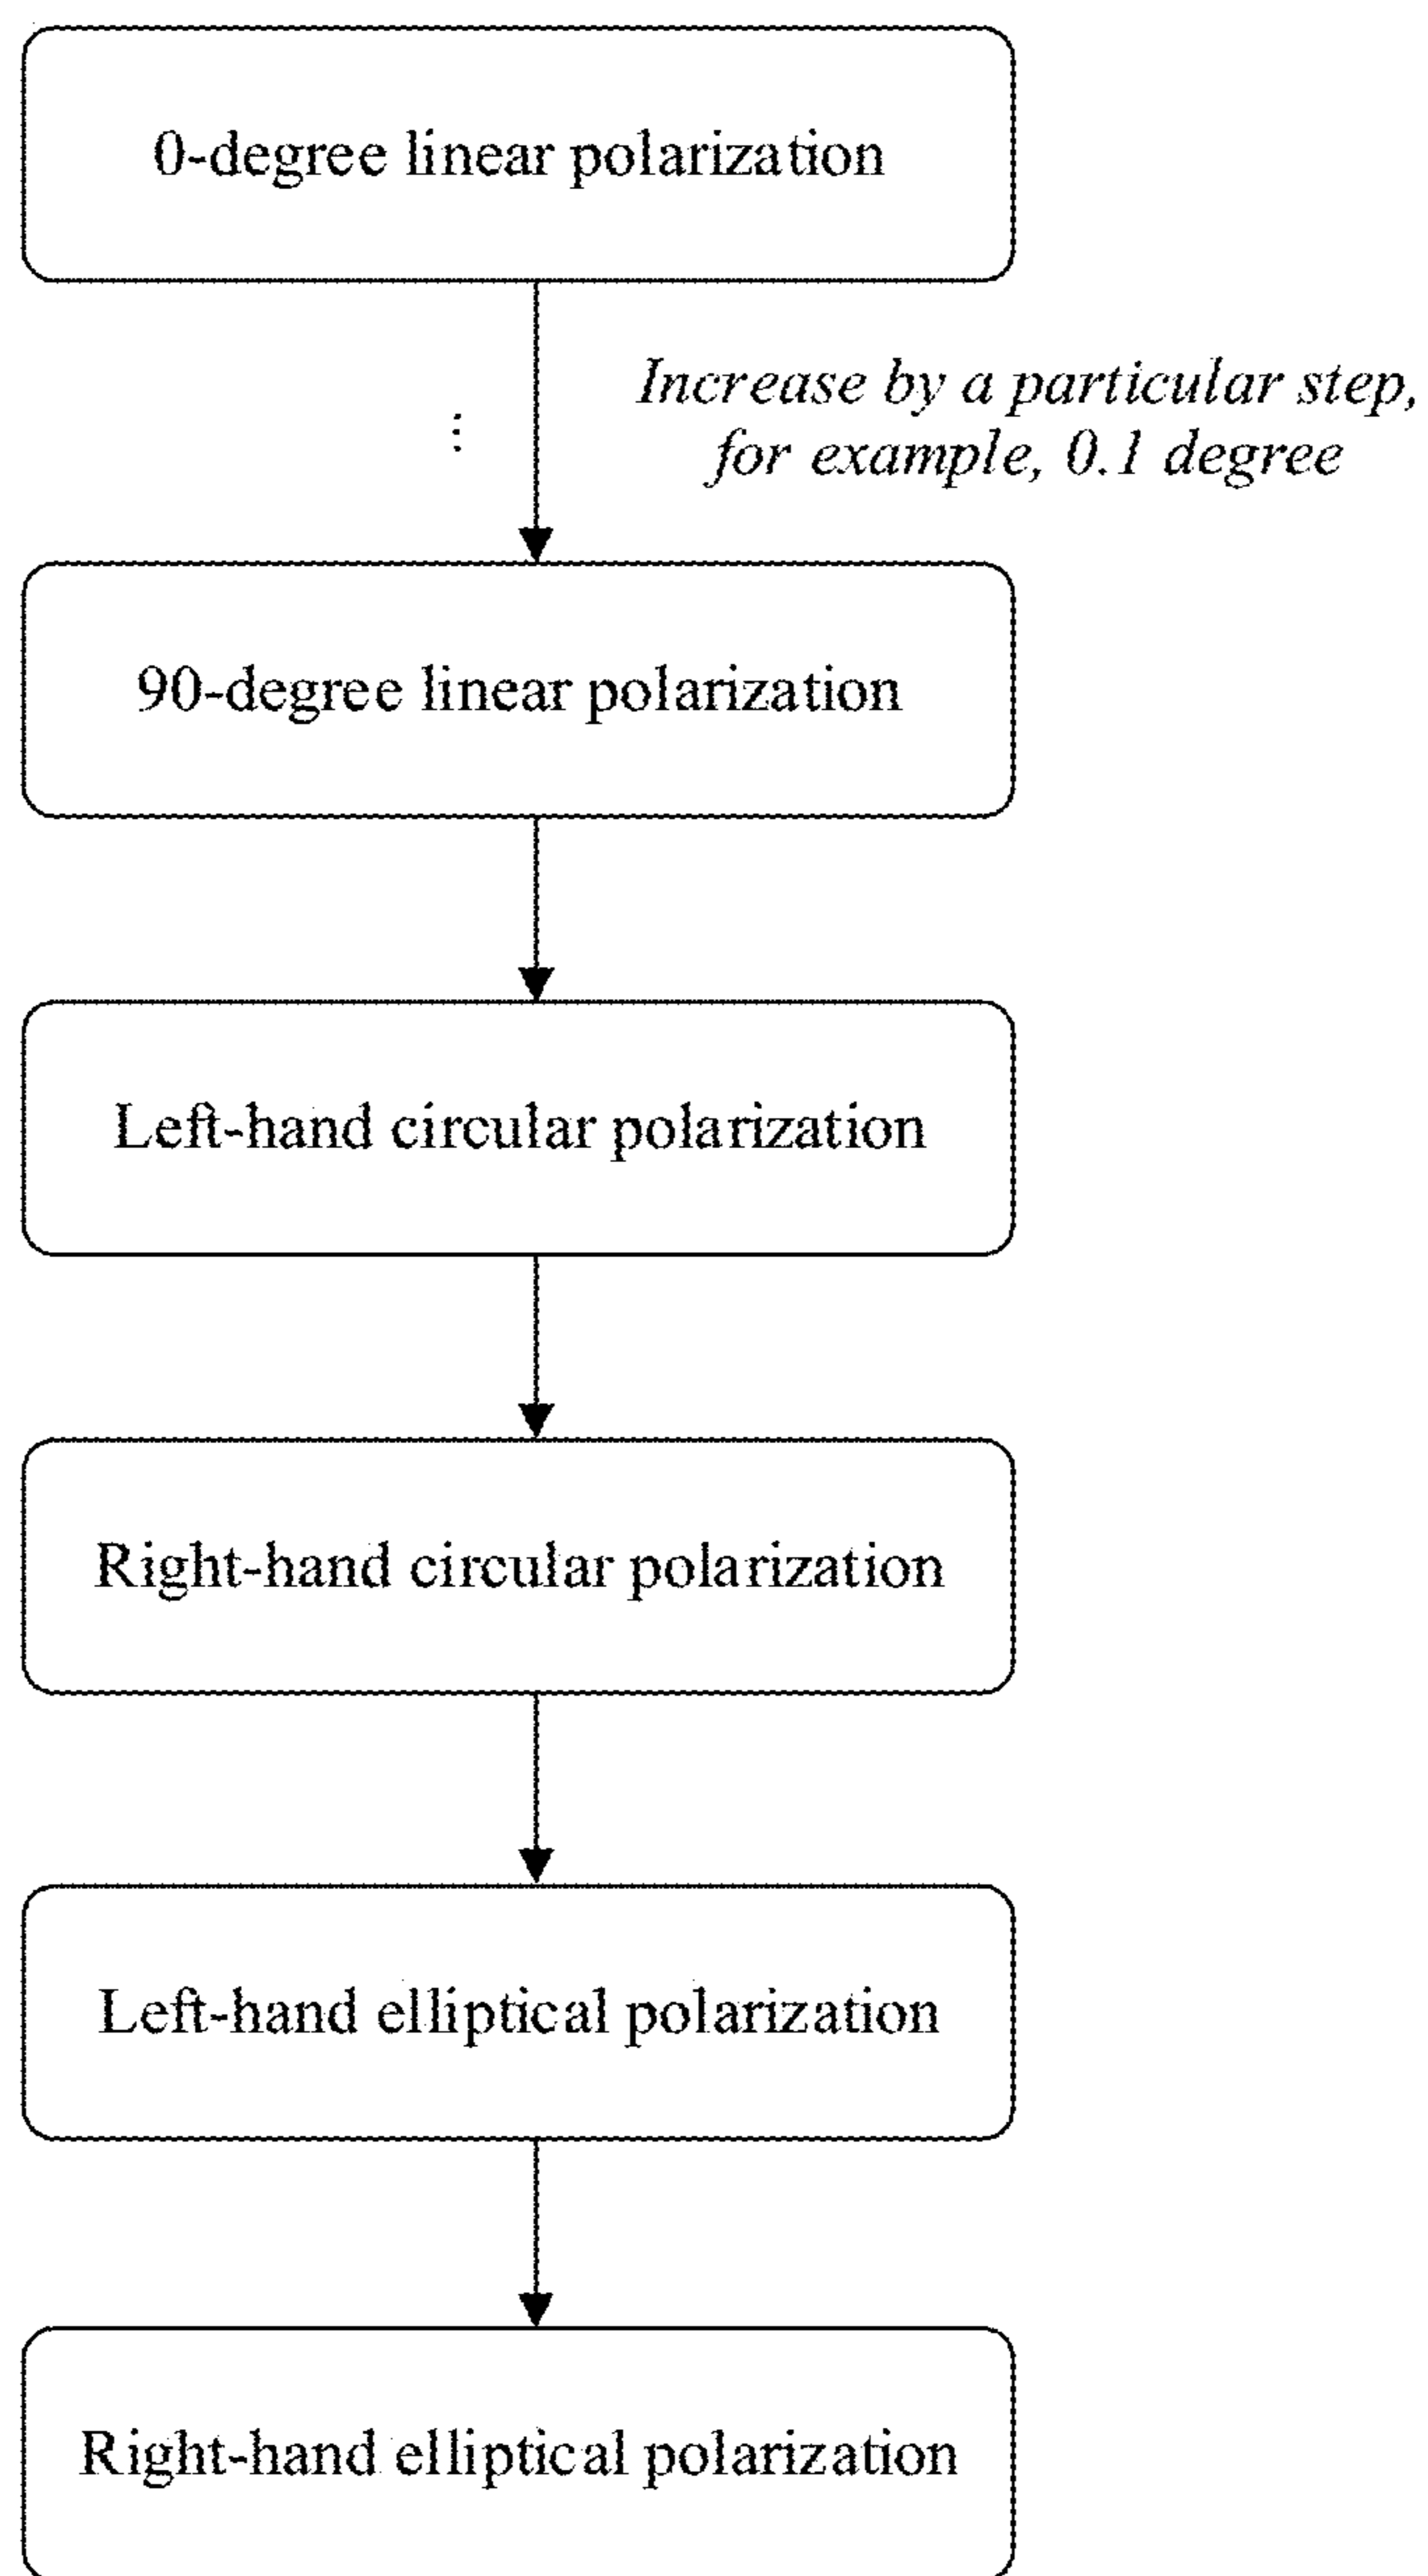 0-degree linear polarization
Increase by a particular step,
for example, 0.1 degree
⋮
90-degree linear polarization
Left-hand circular polarization
Right-hand circular polarization
Left-hand elliptical polarization
Right-hand elliptical polarization